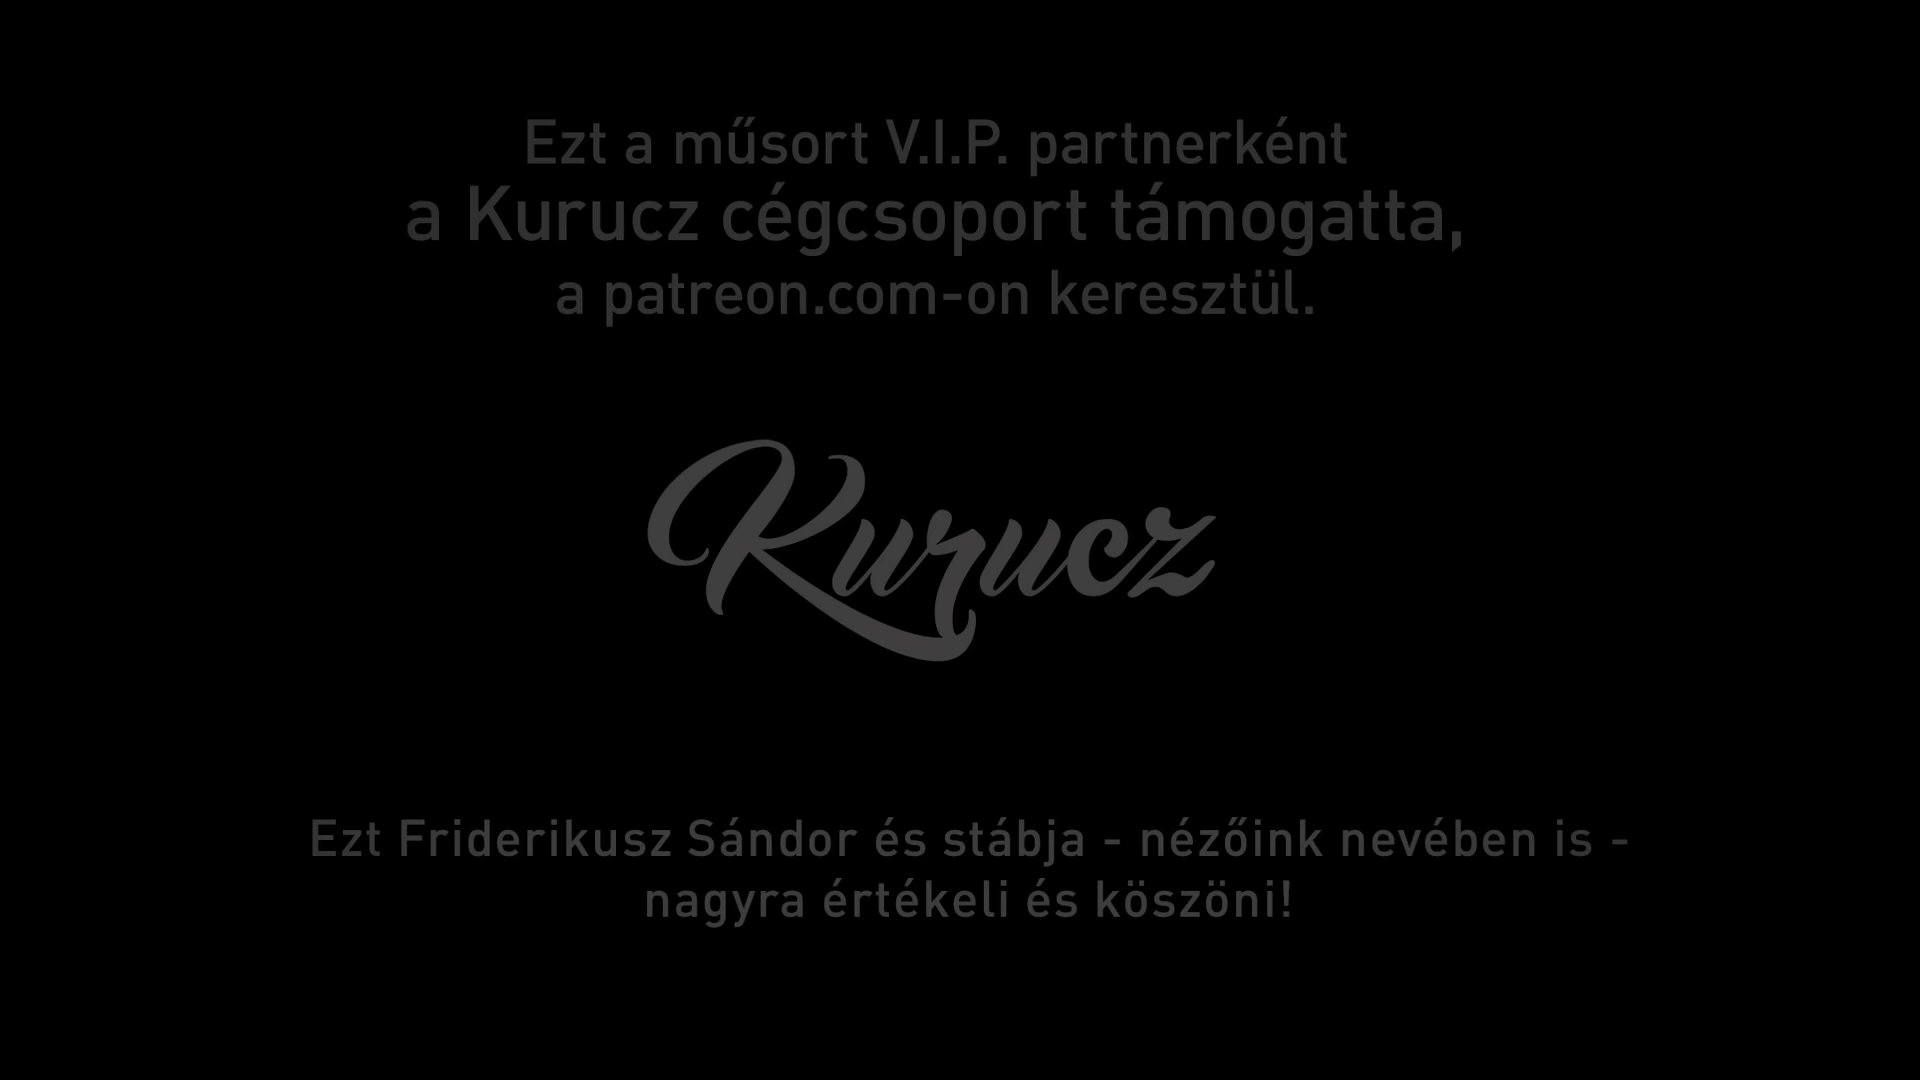 Ezt a műsort V.I.P. partnerként
a Kurucz cégcsoport támogatta,
a patreon.com-on keresztül.
Kurucz
Ezt Friderikusz Sándor és stábja - nézőink nevében is -
nagyra értékeli és köszöni!